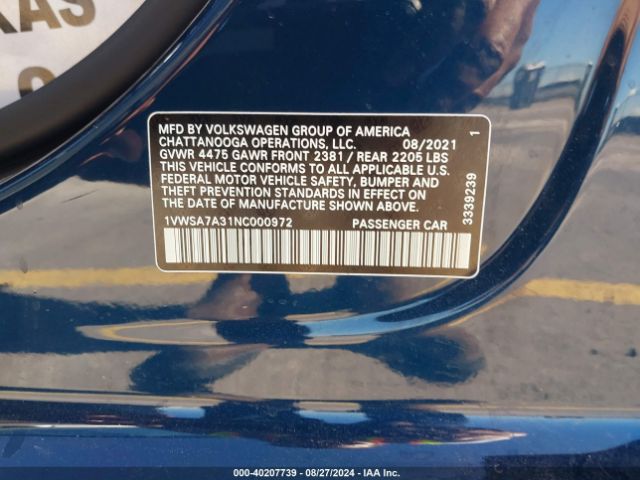 KAS
MFD BY VOLKSWAGEN GROUP OF AMERICA
CHATTANOOGA OPERATIONS, LLC. 08/2021
GVWR 4475 GAWR FRONT 2381 / REAR 2205 LBS
THIS VEHICLE CONFORMS TO ALL APPLICABLE U.S.
FEDERAL MOTOR VEHICLE SAFETY, BUMPER AND
THEFT PREVENTION STANDARDS IN EFFECT ON
THE DATE OF MANUFACTURE SHOWN ABOVE.
1VWSA7A31NC000972 PASSENGER CAR
1
3339239
000-40207739 - 08/27/2024 - IAA Inc.